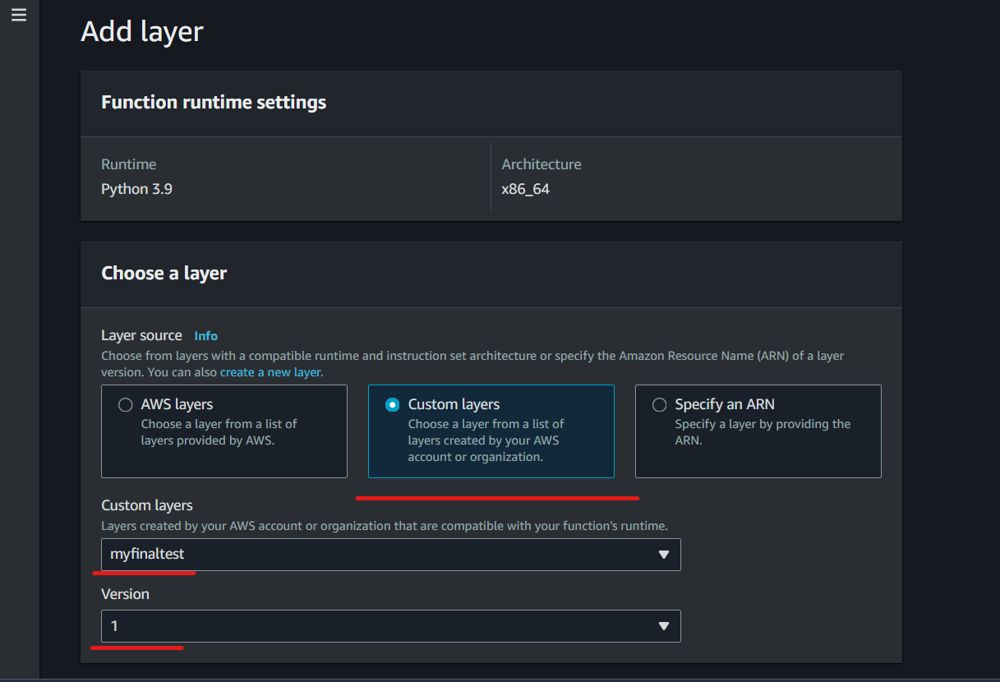 Add layer
Function runtime settings
Runtime
Python 3.9
Architecture
x86_64
Choose a layer
Layer source Info
Choose from layers with a compatible runtime and instruction set architecture or specify the Amazon Resource Name (ARN) of a layer
version. You can also create a new layer.
AWS layers
Choose a layer from a list of
layers provided by AWS.
Custom layers
Choose a layer from a list of
layers created by your AWS
account or organization.
Specify an ARN
Specify a layer by providing the
ARN.
Custom layers
Layers created by your AWS account or organization that are compatible with your function's runtime.
myfinaltest
Version
1